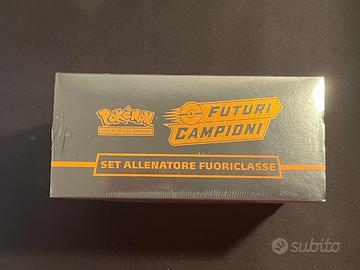 POKÉMON
FUTURI
CAMPIONI
SET ALLENATORE FUORICLASSE
subito